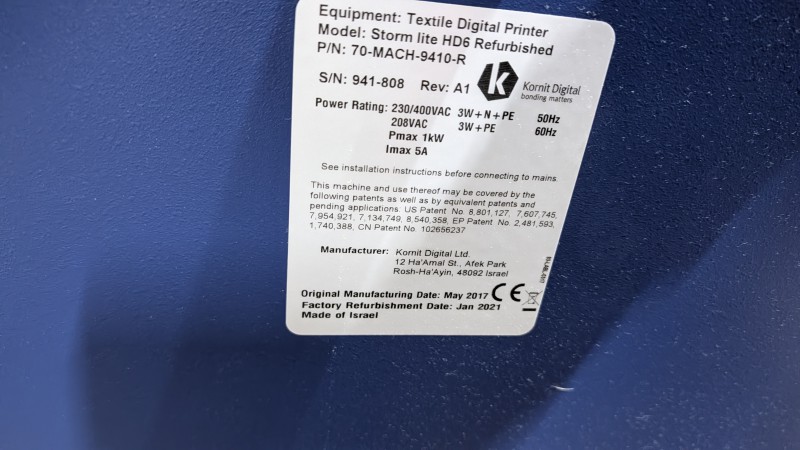 Equipment: Textile Digital Printer
Model: Storm lite HD6 Refurbished
P/N: 70-MACH-9410-R
S/N: 941-808 Rev: A1
K Kornit Digital
bonding matters
Power Rating: 230/400VAC 3W+N+PE 50Hz
208VAC 3W+PE 60Hz
Pmax 1kW
Imax 5A
See installation instructions before connecting to mains
This machine and use thereof may be covered by the
following patents as well as by equivalent patents and
pending applications. US Patent No. 8,801,127, 7,607,745,
7,954,921, 7,134,749, 8,540,358, EP Patent No. 2,481,593,
1,740,388, CN Patent No. 102656237
Manufacturer: Kornit Digital Ltd.
12 Ha'Amal St., Afek Park
Rosh-Ha'Ayin, 48092 Israel
Original Manufacturing Date: May 2017 CE
Factory Refurbishment Date: Jan 2021
Made of Israel